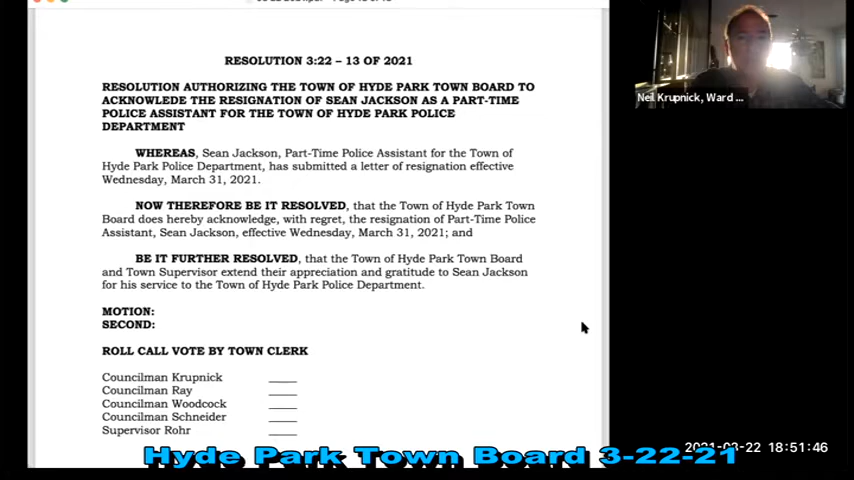 RESOLUTION 3:22 – 13 OF 2021
RESOLUTION AUTHORIZING THE TOWN OF HYDE PARK TOWN BOARD TO
ACKNOWLEDE THE RESIGNATION OF SEAN JACKSON AS A PART-TIME
POLICE ASSISTANT FOR THE TOWN OF HYDE PARK POLICE
DEPARTMENT
WHEREAS, Sean Jackson, Part-Time Police Assistant for the Town of
Hyde Park Police Department, has submitted a letter of resignation effective
Wednesday, March 31, 2021.
NOW THEREFORE BE IT RESOLVED, that the Town of Hyde Park Town
Board does hereby acknowledge, with regret, the resignation of Part-Time Police
Assistant, Sean Jackson, effective Wednesday, March 31, 2021; and
BE IT FURTHER RESOLVED, that the Town of Hyde Park Town Board
and Town Supervisor extend their appreciation and gratitude to Sean Jackson
for his service to the Town of Hyde Park Police Department.
MOTION:
SECOND:
ROLL CALL VOTE BY TOWN CLERK
Councilman Krupnick _____
Councilman Ray _____
Councilman Woodcock _____
Councilman Schneider _____
Supervisor Rohr _____
Neil Krupnick, Ward ...
2021-03-22 18:51:46
Hyde Park Town Board 3-22-21